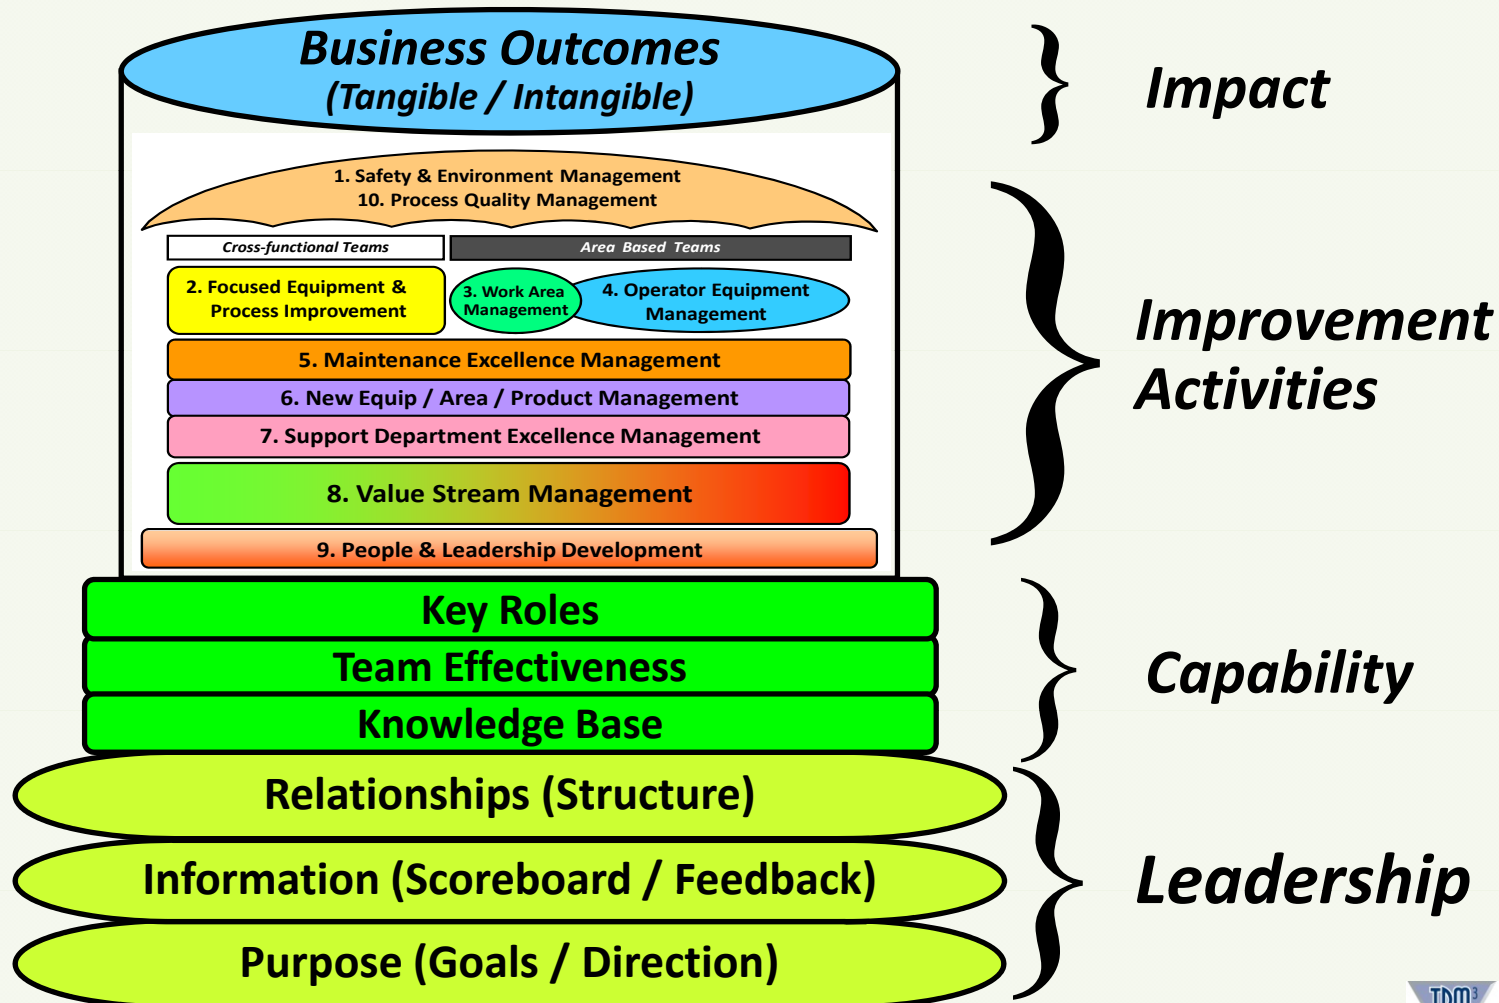 Business Outcomes
(Tangible / Intangible)
Impact
1. Safety & Environment Management
10. Process Quality Management
Cross-functional Teams
Area Based Teams
2. Focused Equipment &
Process Improvement
3. Work Area
Management
4. Operator Equipment
Management
5. Maintenance Excellence Management
6. New Equip / Area / Product Management
7. Support Department Excellence Management
8. Value Stream Management
9. People & Leadership Development
Improvement
Activities
Key Roles
Team Effectiveness
Knowledge Base
Capability
Relationships (Structure)
Information (Scoreboard / Feedback)
Purpose (Goals / Direction)
Leadership